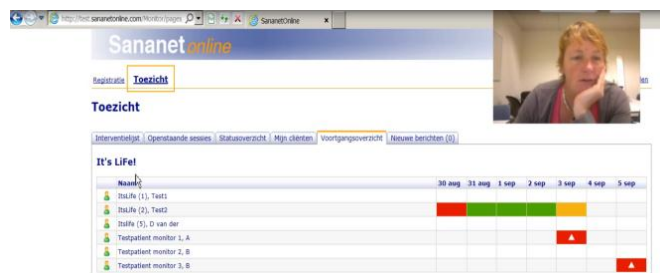 http://test.sananetonline.com/Monitor/pages
SananetOnline
Sananet online
Registratie Toezicht
Toezicht
Interventielijst Openstaande sessies Statusoverzicht Mijn cliënten Voortgangsoverzicht Nieuwe berichten (0)
It's LiFe!
Naam 30 aug 31 aug 1 sep 2 sep 3 sep 4 sep 5 sep
ItsLife (1), Test1
ItsLife (2), Test2
Itslife (5), D van der
Testpatient monitor 1, A
Testpatient monitor 2, B
Testpatient monitor 3, B